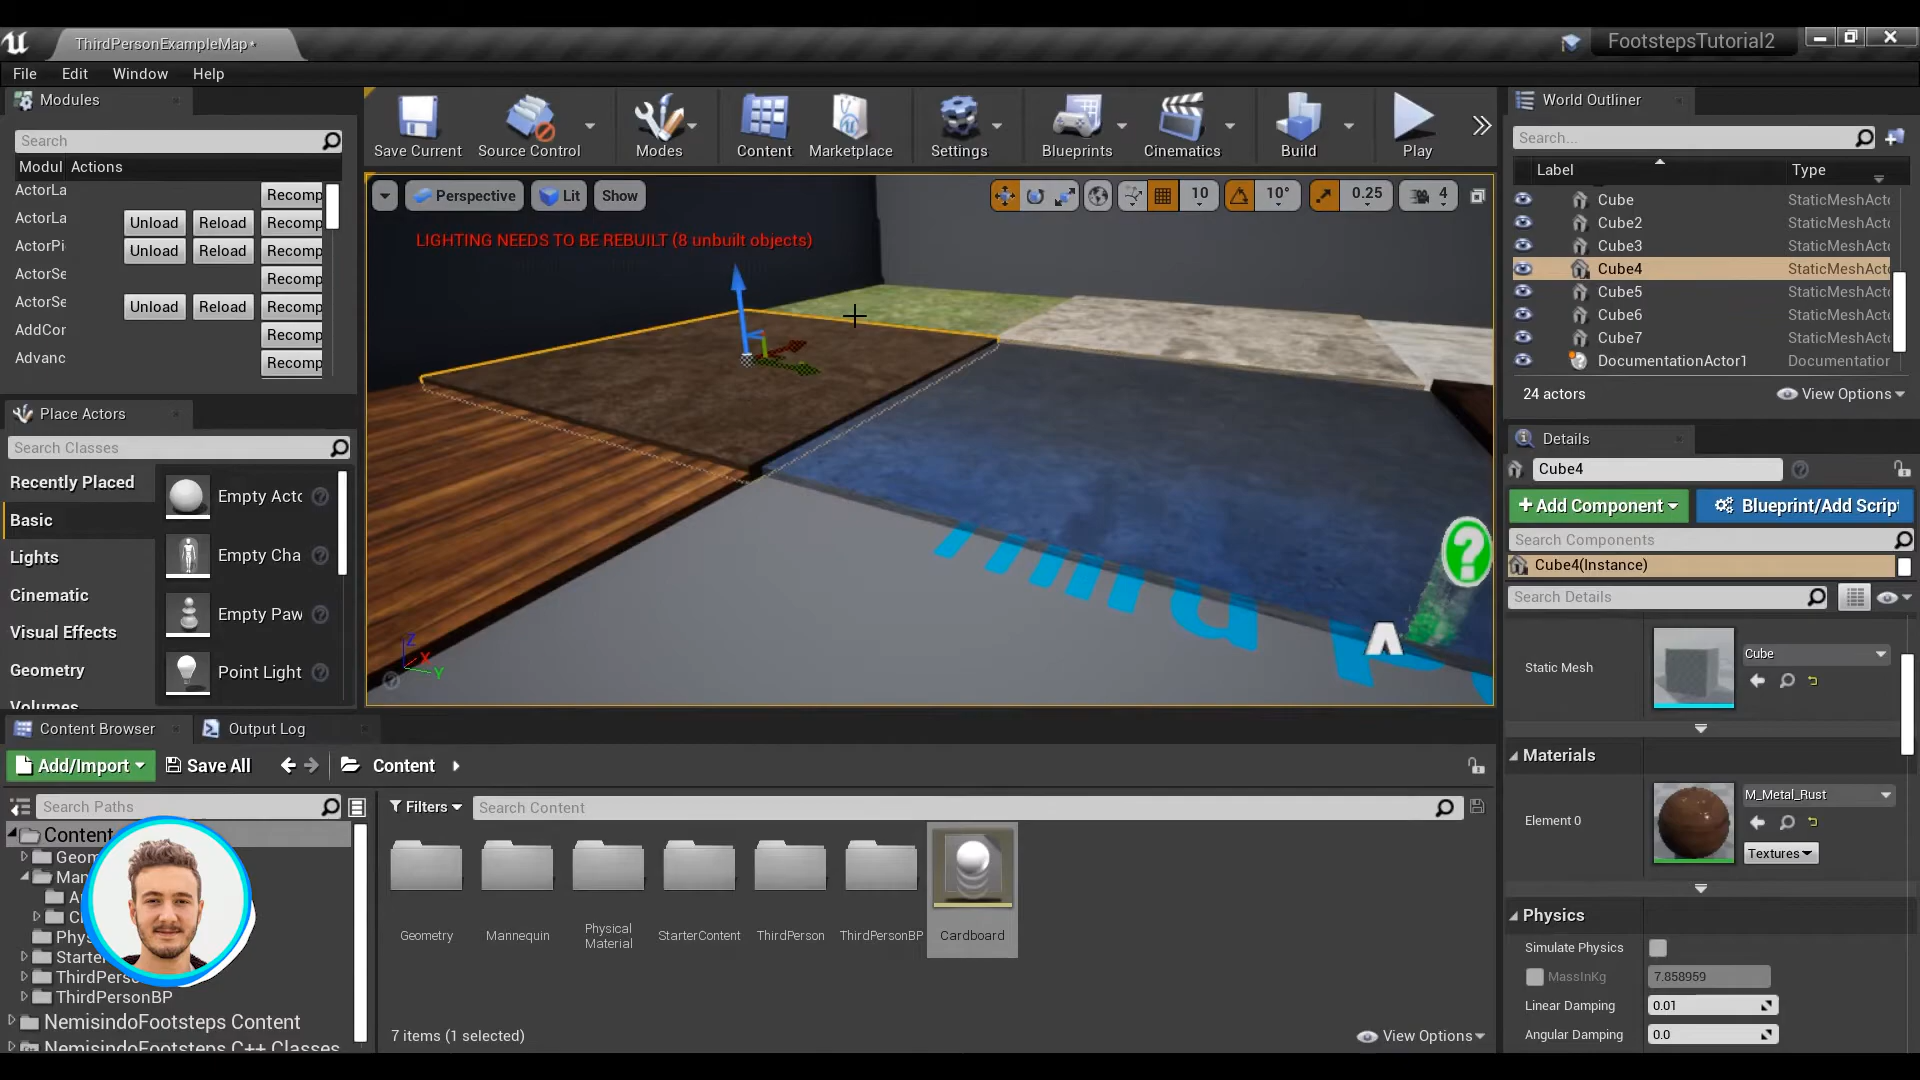 ThirdPersonExampleMap*
FootstepsTutorial2
File Edit Window Help
Modules
Search
Modul Actions
ActorLa Recomp
ActorLa Unload Reload Recomp
ActorPi Unload Reload Recomp
ActorSe Recomp
ActorSe Unload Reload Recomp
AddCor Recomp
Advanc Recomp
Place Actors
Search Classes
Recently Placed
Basic
Lights
Cinematic
Visual Effects
Geometry
Volumes
Empty Acto
Empty Cha
Empty Paw
Point Light
Save Current Source Control Modes Content Marketplace Settings Blueprints Cinematics Build Play
Perspective Lit Show
10 10° 0.25 4
LIGHTING NEEDS TO BE REBUILT (8 unbuilt objects)
Z
X
Y
World Outliner
Search...
Label Type
Cube StaticMeshActo
Cube2 StaticMeshActo
Cube3 StaticMeshActo
Cube4 StaticMeshActo
Cube5 StaticMeshActo
Cube6 StaticMeshActo
Cube7 StaticMeshActo
DocumentationActor1 Documentation
24 actors View Options
Details
Cube4
+ Add Component Blueprint/Add Script
Search Components
Cube4(Instance)
Search Details
Static Mesh Cube
Materials
Element 0 M_Metal_Rust
Textures
Physics
Simulate Physics
MassInKg 7.858959
Linear Damping 0.01
Angular Damping 0.0
Content Browser Output Log
Add/Import Save All Content
Search Paths
Filters Search Content
Content
Geom
Man
A
C
Phys
Starte
ThirdPerso
ThirdPersonBP
NemisindoFootsteps Content
NemisindoFootsteps C++ Classes
Geometry
Mannequin
Physical
Material
StarterContent
ThirdPerson
ThirdPersonBP
Cardboard
7 items (1 selected) View Options